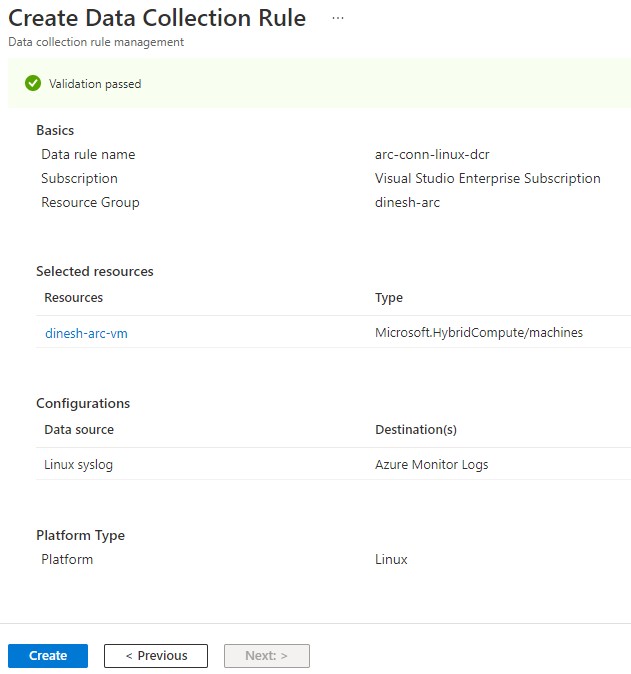 Create Data Collection Rule ...
Data collection rule management
Validation passed
Basics
Data rule name arc-conn-linux-dcr
Subscription Visual Studio Enterprise Subscription
Resource Group dinesh-arc
Selected resources
Resources Type
dinesh-arc-vm Microsoft.HybridCompute/machines
Configurations
Data source Destination(s)
Linux syslog Azure Monitor Logs
Platform Type
Platform Linux
Create < Previous Next: >